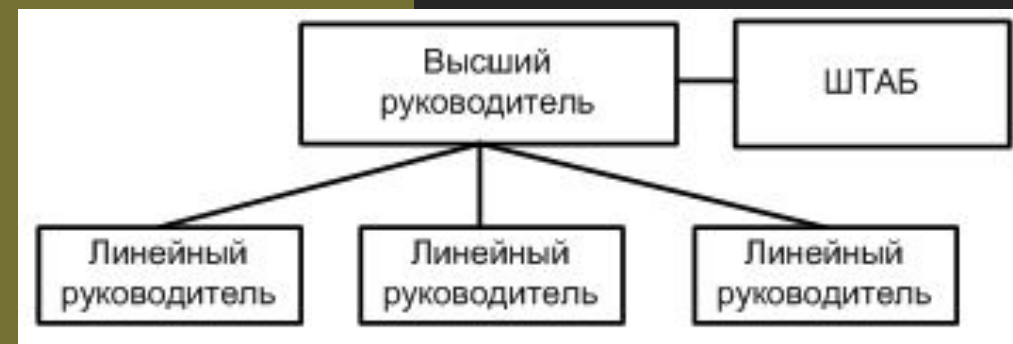 Высший
руководитель
ШТАБ
Линейный
руководитель
Линейный
руководитель
Линейный
руководитель